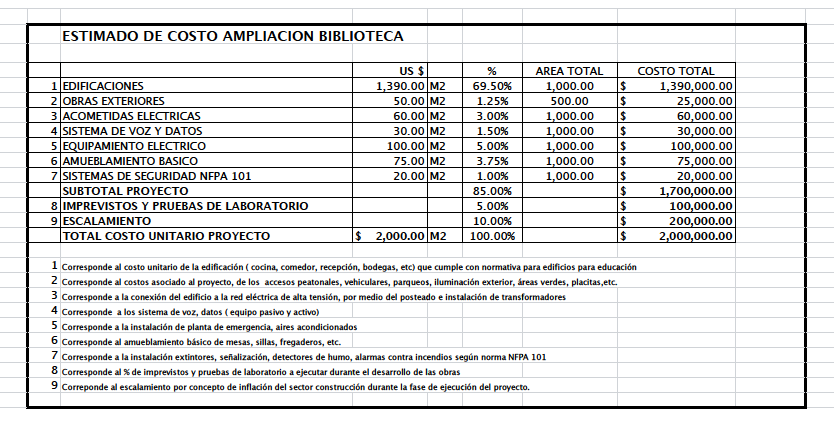 ESTIMADO DE COSTO AMPLIACION BIBLIOTECA
US $ % AREA TOTAL COSTO TOTAL
1 EDIFICACIONES 1,390.00 M2 69.50% 1,000.00 $ 1,390,000.00
2 OBRAS EXTERIORES 50.00 M2 1.25% 500.00 $ 25,000.00
3 ACOMETIDAS ELECTRICAS 60.00 M2 3.00% 1,000.00 $ 60,000.00
4 SISTEMA DE VOZ Y DATOS 30.00 M2 1.50% 1,000.00 $ 30,000.00
5 EQUIPAMIENTO ELECTRICO 100.00 M2 5.00% 1,000.00 $ 100,000.00
6 AMUEBLAMIENTO BASICO 75.00 M2 3.75% 1,000.00 $ 75,000.00
7 SISTEMAS DE SEGURIDAD NFPA 101 20.00 M2 1.00% 1,000.00 $ 20,000.00
SUBTOTAL PROYECTO 85.00% $ 1,700,000.00
8 IMPREVISTOS Y PRUEBAS DE LABORATORIO 5.00% $ 100,000.00
9 ESCALAMIENTO 10.00% $ 200,000.00
TOTAL COSTO UNITARIO PROYECTO $ 2,000.00 M2 100.00% $ 2,000,000.00
1 Corresponde al costo unitario de la edificación ( cocina, comedor, recepción, bodegas, etc) que cumple con normativa para edificios para educación
2 Corresponde al costos asociado al proyecto, de los accesos peatonales, vehiculares, parqueos, iluminación exterior, áreas verdes, placitas,etc.
3 Corresponde a la conexión del edificio a la red eléctrica de alta tensión, por medio del posteado e instalación de transformadores
4 Corresponde a los sistema de voz, datos ( equipo pasivo y activo)
5 Corresponde a la instalación de planta de emergencia, aires acondicionados
6 Corresponde al amueblamiento básico de mesas, sillas, fregaderos, etc.
7 Corresponde a la instalación extintores, señalización, detectores de humo, alarmas contra incendios según norma NFPA 101
8 Corresponde al % de imprevistos y pruebas de laboratorio a ejecutar durante el desarrollo de las obras
9 Correponde al escalamiento por concepto de inflación del sector construcción durante la fase de ejecución del proyecto.